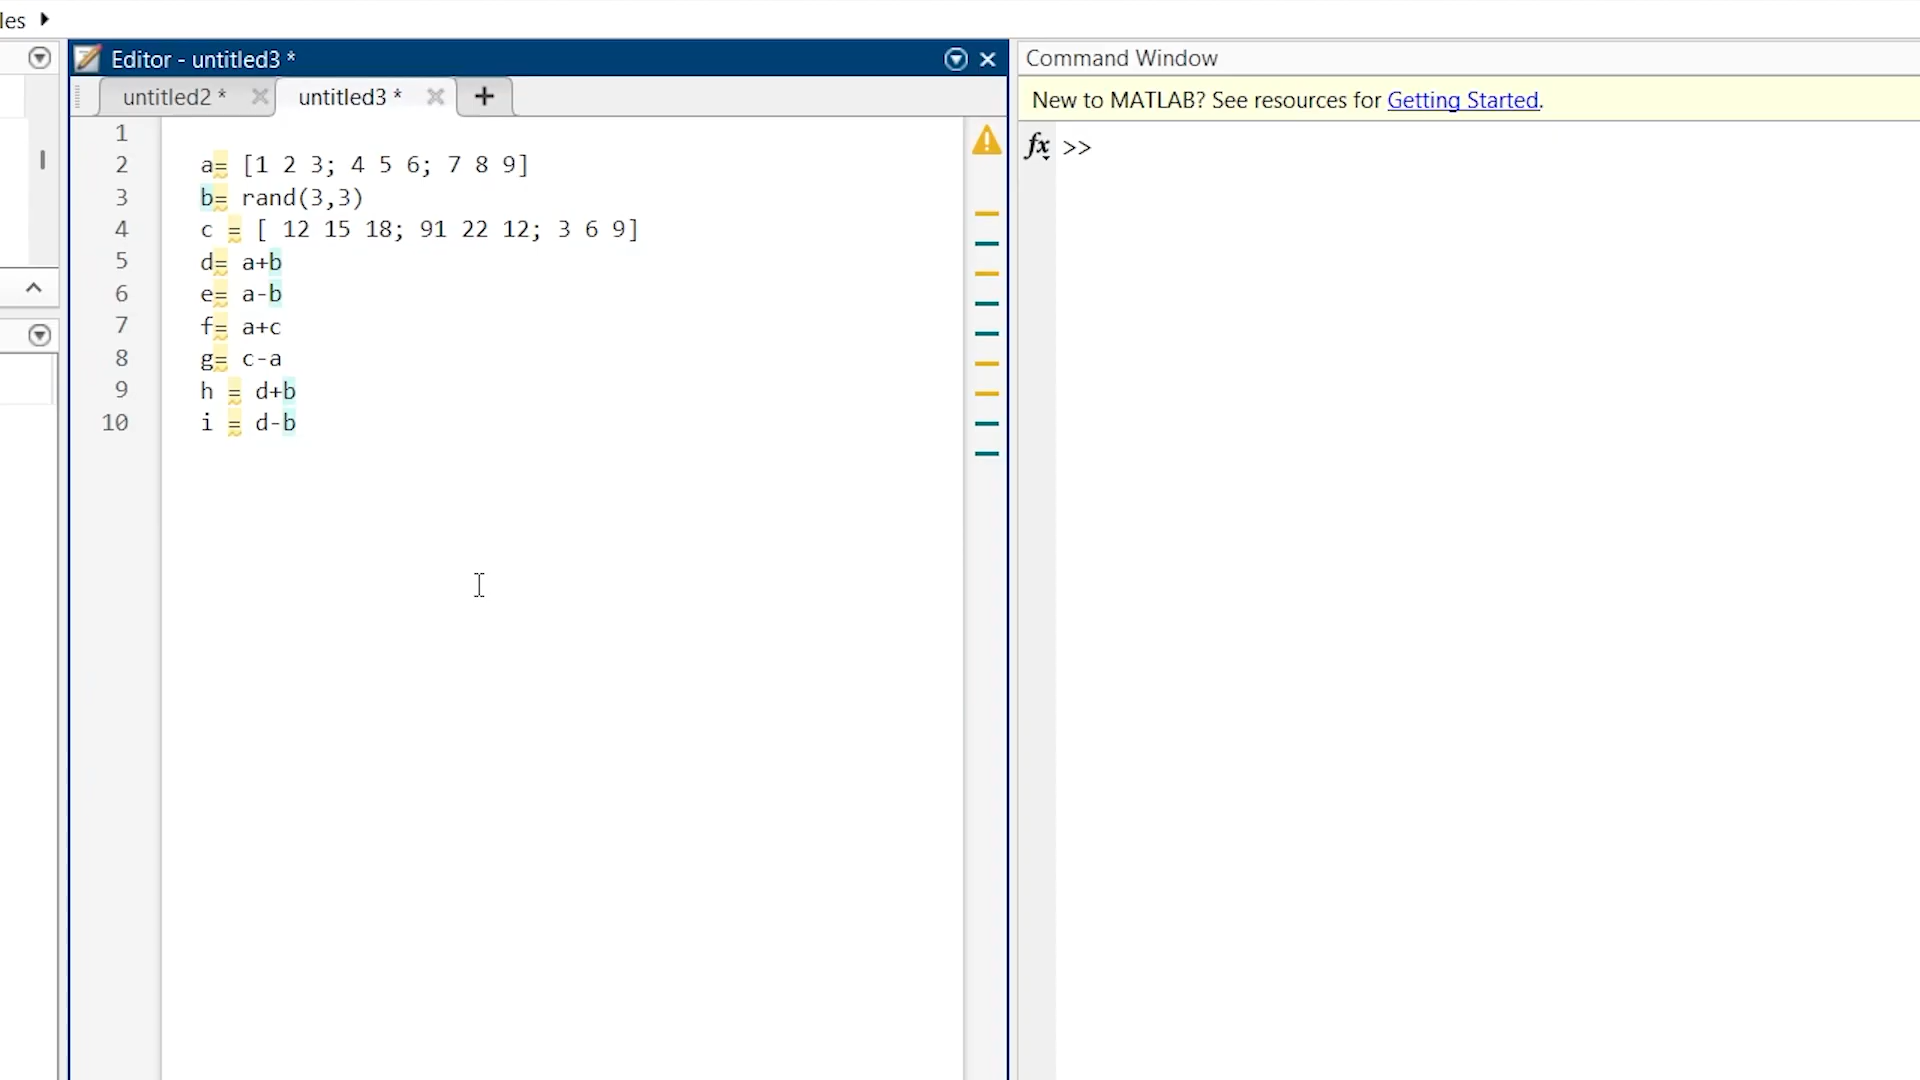 les
Editor - untitled3 *
untitled2 *
untitled3 *
1
2 a= [1 2 3; 4 5 6; 7 8 9]
3 b= rand(3,3)
4 c = [ 12 15 18; 91 22 12; 3 6 9]
5 d= a+b
6 e= a-b
7 f= a+c
8 g= c-a
9 h = d+b
10 i = d-b
Command Window
New to MATLAB? See resources for Getting Started.
fx >>